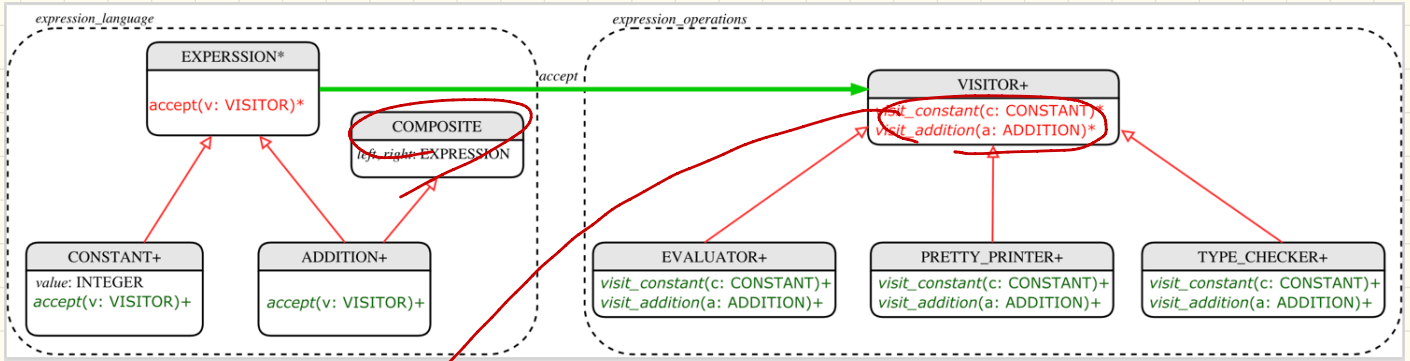 expression_language
expression_operations
EXPERSSION*
accept(v: VISITOR)*
accept
COMPOSITE
left, right: EXPRESSION
VISITOR+
visit_constant(c: CONSTANT)*
visit_addition(a: ADDITION)*
CONSTANT+
value: INTEGER
accept(v: VISITOR)+
ADDITION+
accept(v: VISITOR)+
EVALUATOR+
visit_constant(c: CONSTANT)+
visit_addition(a: ADDITION)+
PRETTY_PRINTER+
visit_constant(c: CONSTANT)+
visit_addition(a: ADDITION)+
TYPE_CHECKER+
visit_constant(c: CONSTANT)+
visit_addition(a: ADDITION)+